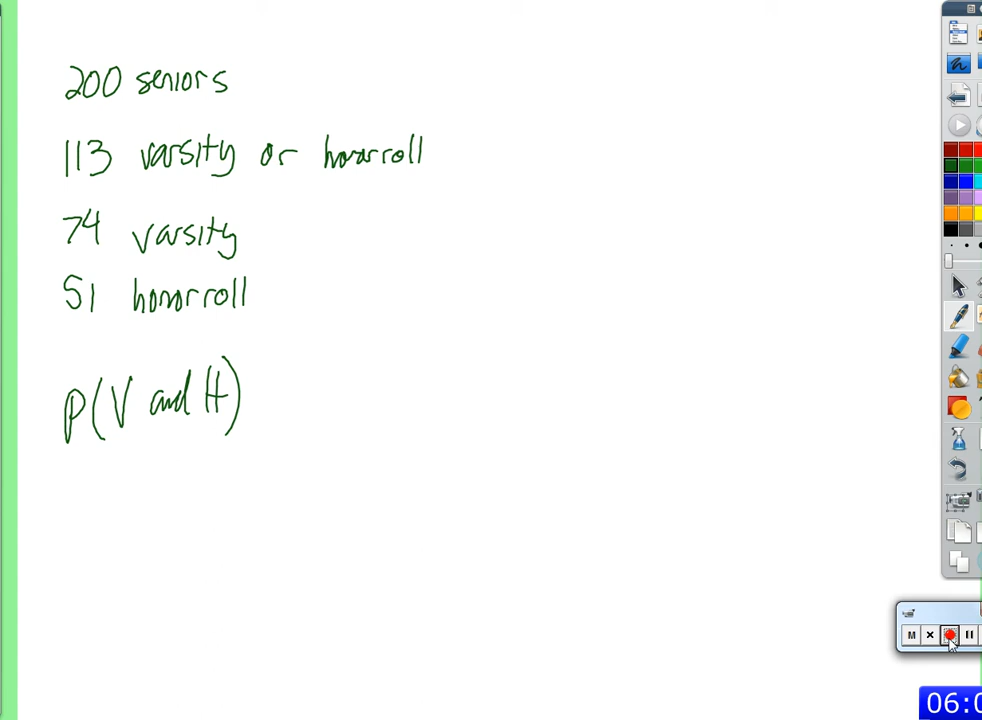 200 seniors
113 varsity or honorroll
74 varsity
51 honorroll
P(V and H)
M
06:0